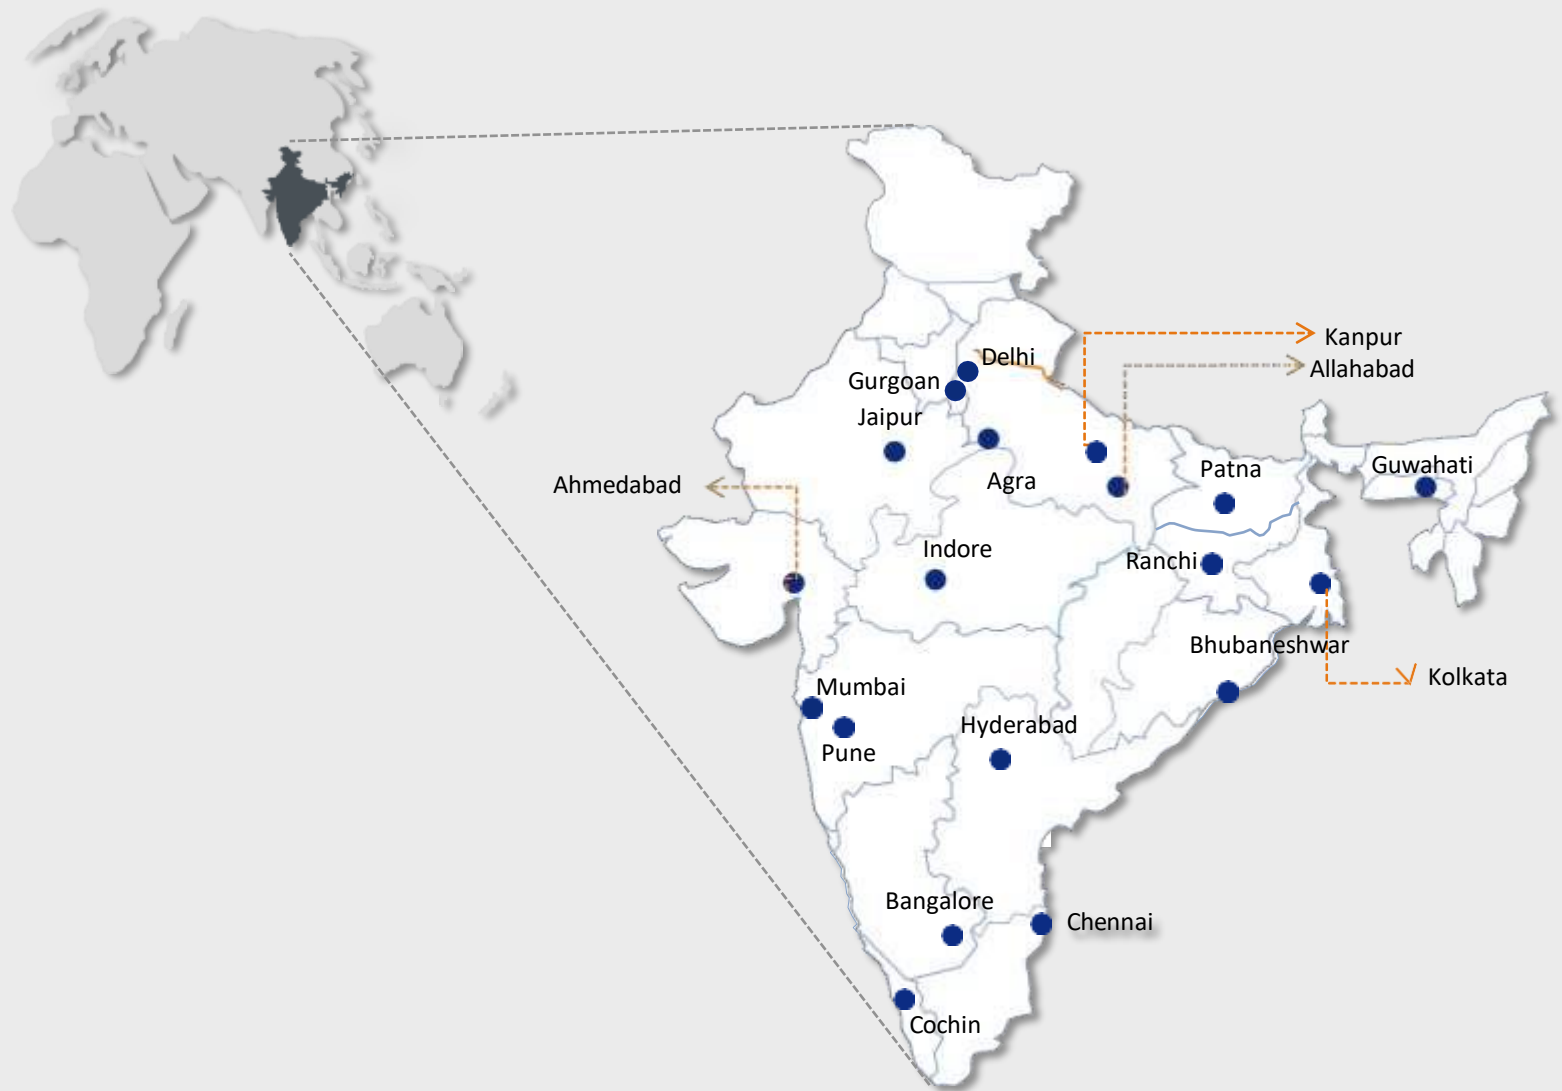 Kanpur
Delhi
Allahabad
Gurgoan
Jaipur
Guwahati
Patna
Agra
Ahmedabad
Indore
Ranchi
Bhubaneshwar
Kolkata
Mumbai
Hyderabad
Pune
Bangalore
Chennai
Cochin